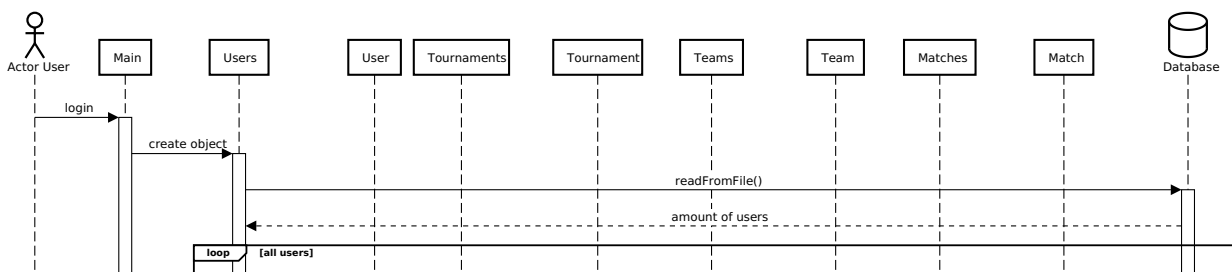 Actor User
Main
Users
User
Tournaments
Tournament
Teams
Team
Matches
Match
Database
login
create object
readFromFile()
amount of users
loop [all users]